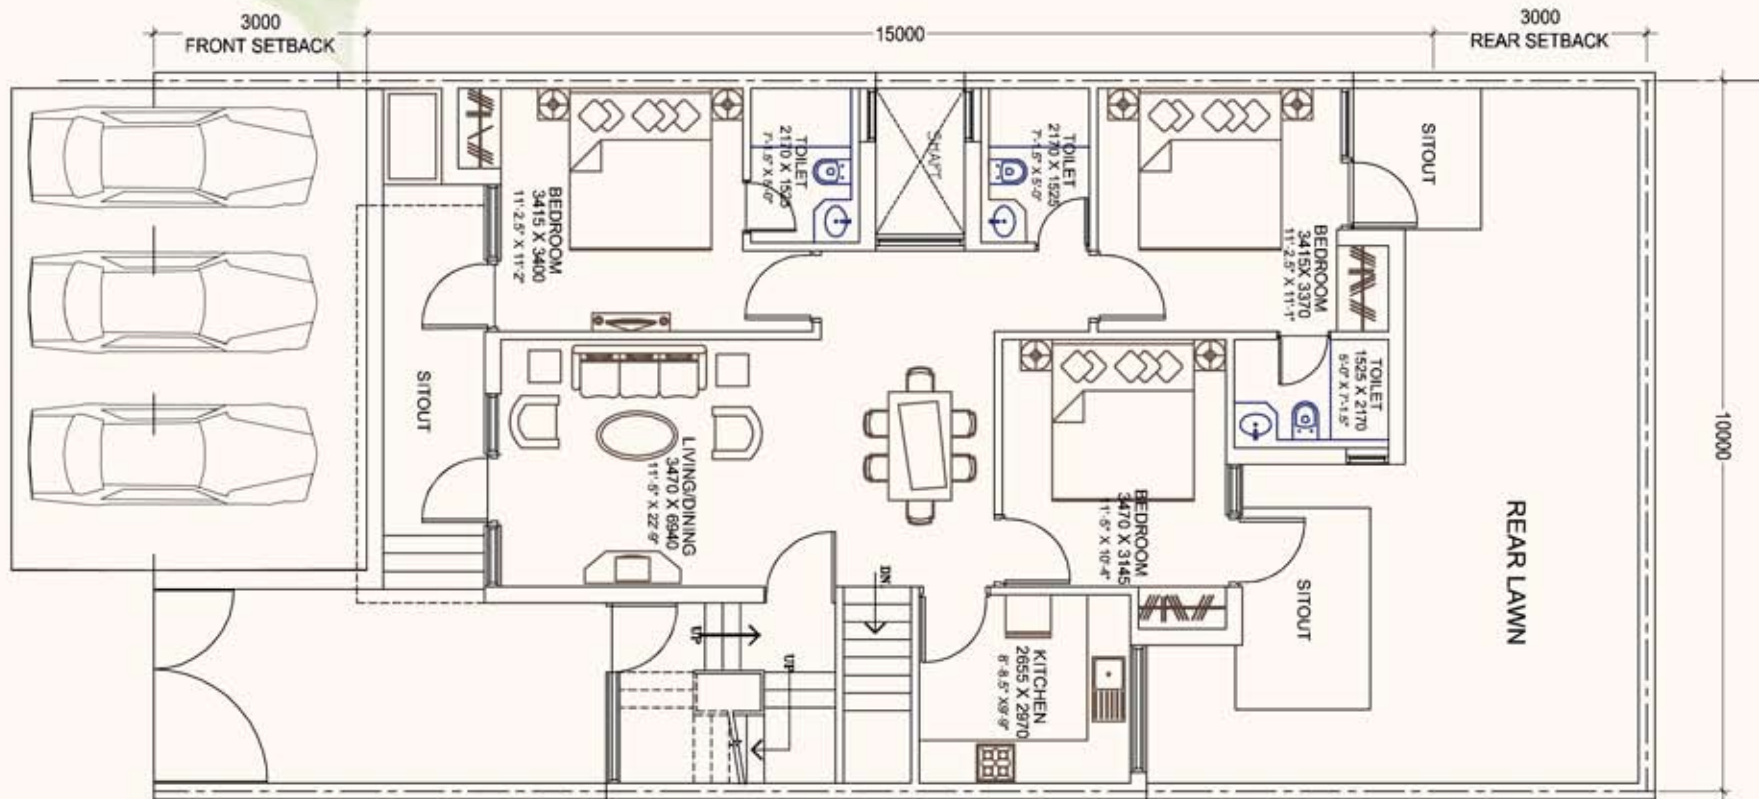 3000
FRONT SETBACK
15000
3000
REAR SETBACK
10000
TOILET
2170 X 1525
7'-1.5" X 5'-0"
SHAFT
TOILET
2170 X 1525
7'-1.5" X 5'-0"
SITOUT
BEDROOM
3415 X 3400
11'-2.5" X 11'-2"
BEDROOM
3415X 3370
11'-2.5" X 11'-1"
SITOUT
TOILET
1525 X 2170
5'-0" X 7'-1.5"
LIVING/DINING
3470 X 6940
11'-5" X 22'-9"
BEDROOM
3470 X 3145
11'-5" X 10'-4"
REAR LAWN
DN
SITOUT
UP
UP
KITCHEN
2655 X 2970
8'-8.5" X9'-9"